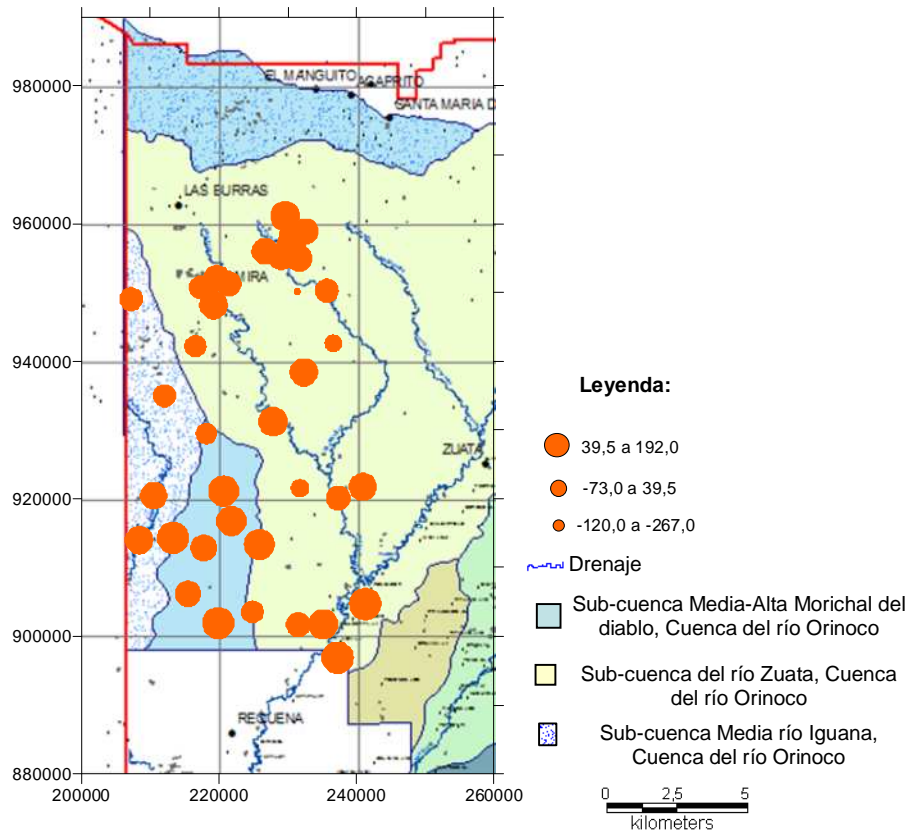 980000
960000
940000
920000
900000
880000
200000
220000
240000
260000
EL MANGUITO
AGAPRITO
SANTA MARIA D
LAS BURRAS
MIRA
ZUATA
REQUENA
Leyenda:
39,5 a 192,0
-73,0 a 39,5
-120,0 a -267,0
Drenaje
Sub-cuenca Media-Alta Morichal del
diablo, Cuenca del río Orinoco
Sub-cuenca del río Zuata, Cuenca
del río Orinoco
Sub-cuenca Media río Iguana,
Cuenca del río Orinoco
0 2,5 5
kilometers